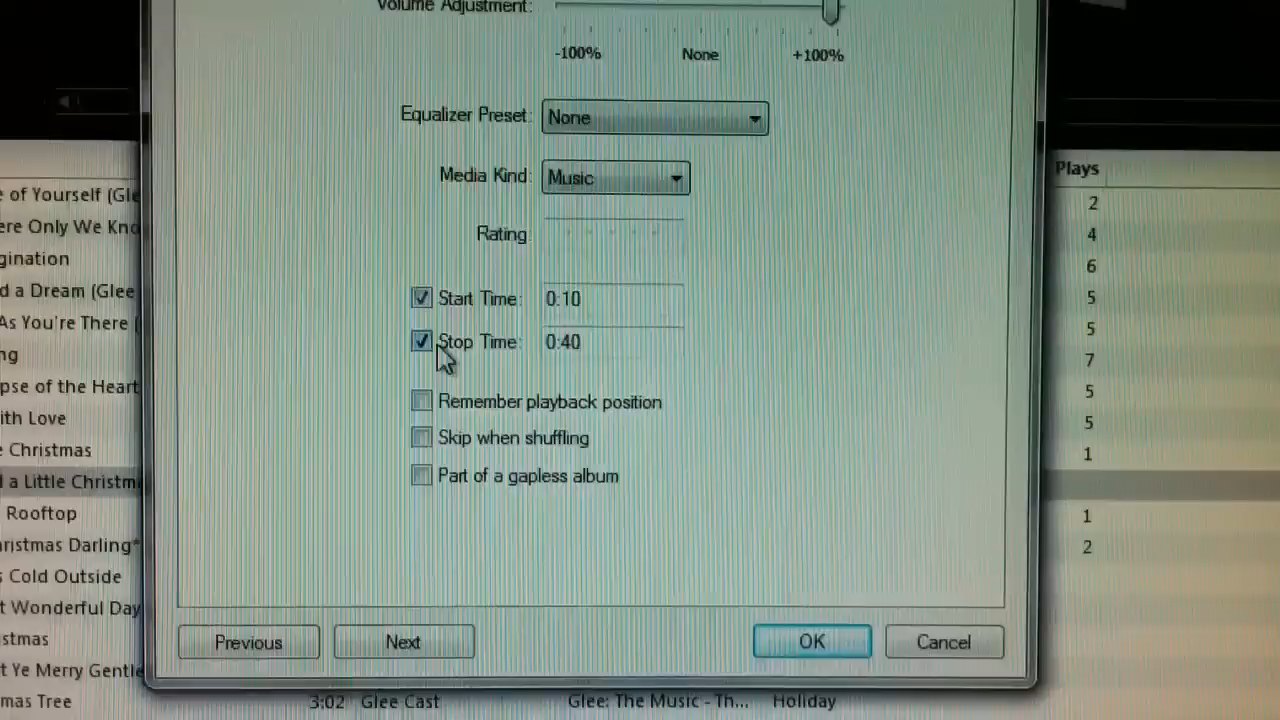 Volume Adjustment:
-100% None +100%
Equalizer Preset: None
Media Kind: Music
Rating
Start Time: 0:10
Stop Time: 0:40
Remember playback position
Skip when shuffling
Part of a gapless album
Previous Next OK Cancel
of Yourself (Gle
ere Only We Kno
gination
d a Dream (Glee
As You're There (
ng
pse of the Heart
ith Love
Christmas
d a Little Christm
Rooftop
hristmas Darling*
s Cold Outside
t Wonderful Day
stmas
t Ye Merry Gentle
mas Tree 3:02 Glee Cast Glee: The Music - Th... Holiday
Plays
2
4
6
5
5
7
5
5
1
1
2